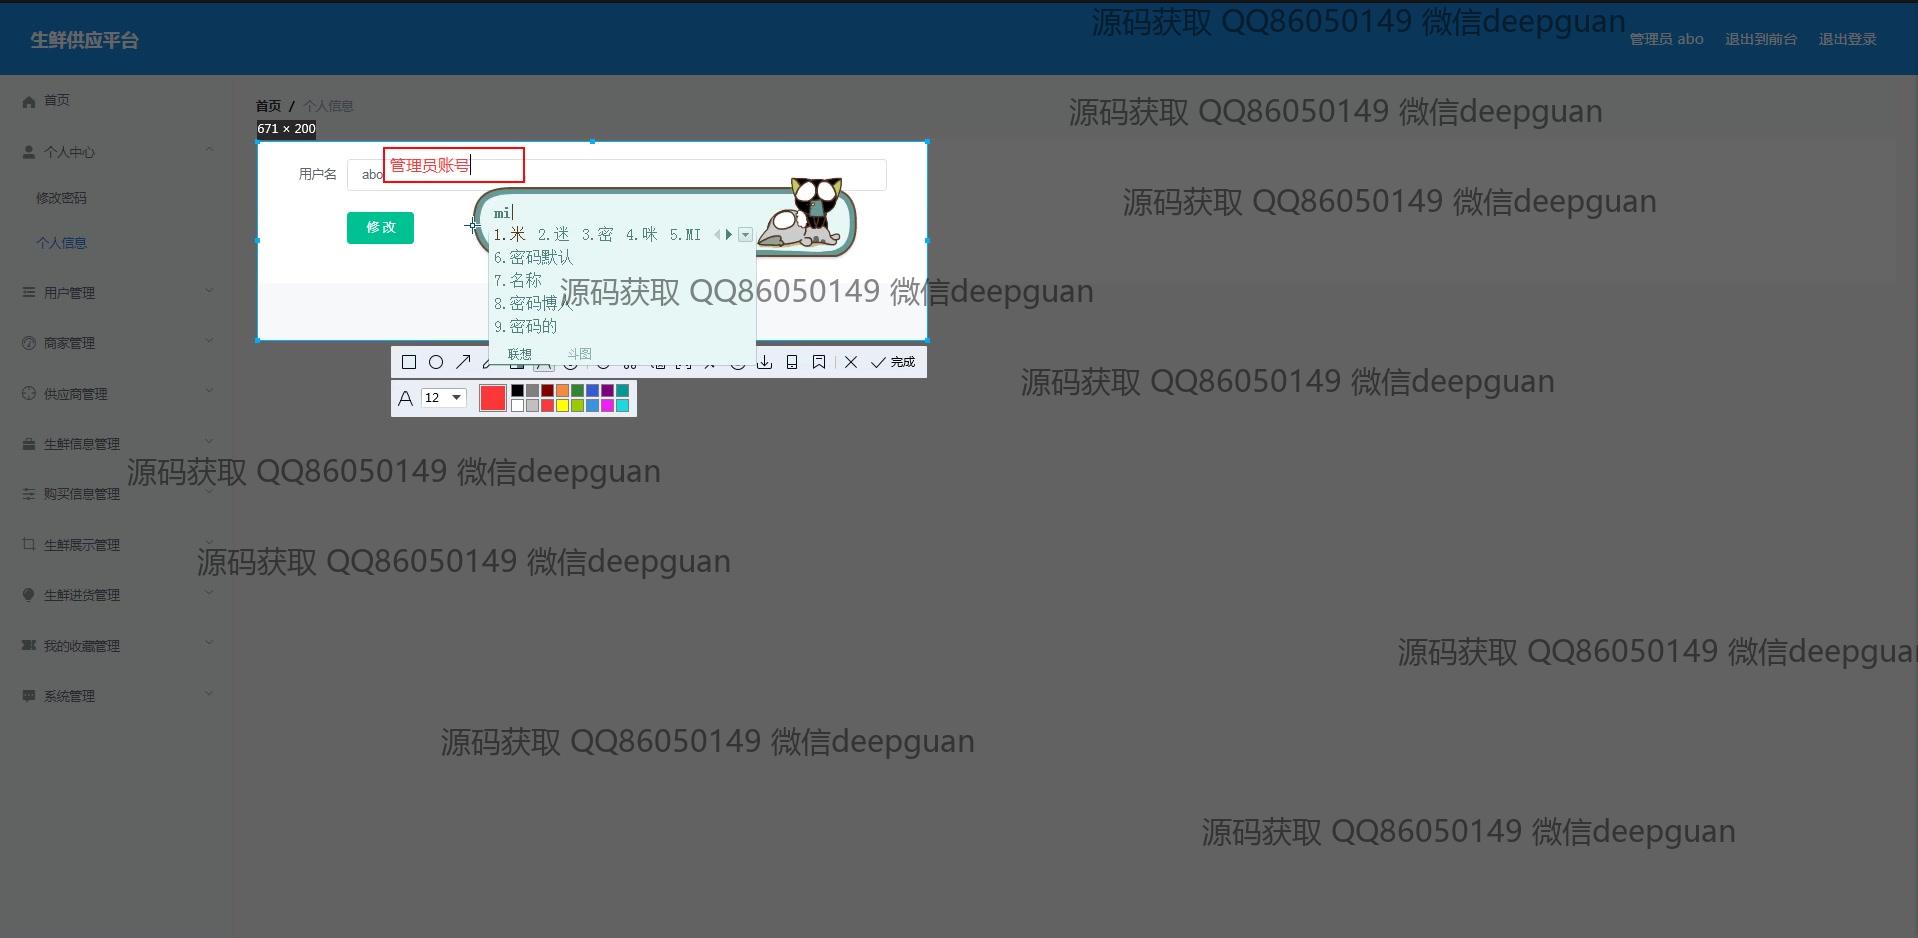 源码获取 QQ86050149 微信deepguan
生鲜供应平台
管理员 abo 退出到前台 退出登录
首页
首页 / 个人信息
源码获取 QQ86050149 微信deepguan
671 × 200
个人中心
管理员账号
用户名 abo
修改密码
源码获取 QQ86050149 微信deepguan
mi
修改
1.米 2.迷 3.密 4.咪 5.MI
个人信息
6.密码默认
7.名称
用户管理
源码获取 QQ86050149 微信deepguan
8.密码博人
9.密码的
商家管理
联想 斗图
完成
源码获取 QQ86050149 微信deepguan
供应商管理
A 12
生鲜信息管理
源码获取 QQ86050149 微信deepguan
购买信息管理
生鲜展示管理
源码获取 QQ86050149 微信deepguan
生鲜进货管理
我的收藏管理
源码获取 QQ86050149 微信deepguan
系统管理
源码获取 QQ86050149 微信deepguan
源码获取 QQ86050149 微信deepguan